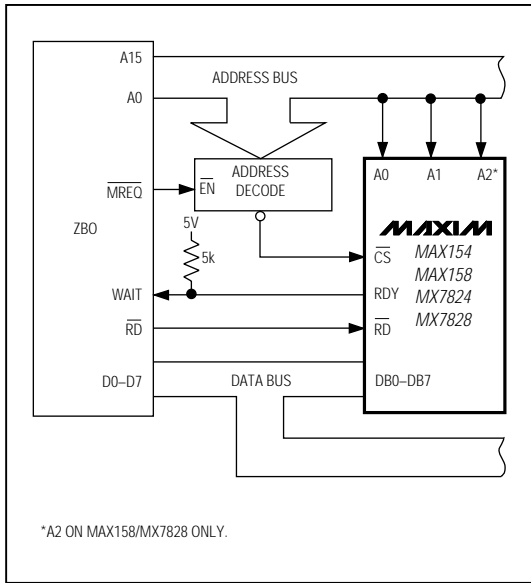 A15
ADDRESS BUS
A0
ADDRESS
DECODE
EN
MREQ
ZBO
5V
5k
WAIT
RD
D0–D7
DATA BUS
A0 A1 A2*
MAXIM
CS
MAX154
MAX158
RDY
MX7824
RD
MX7828
DB0–DB7
*A2 ON MAX158/MX7828 ONLY.